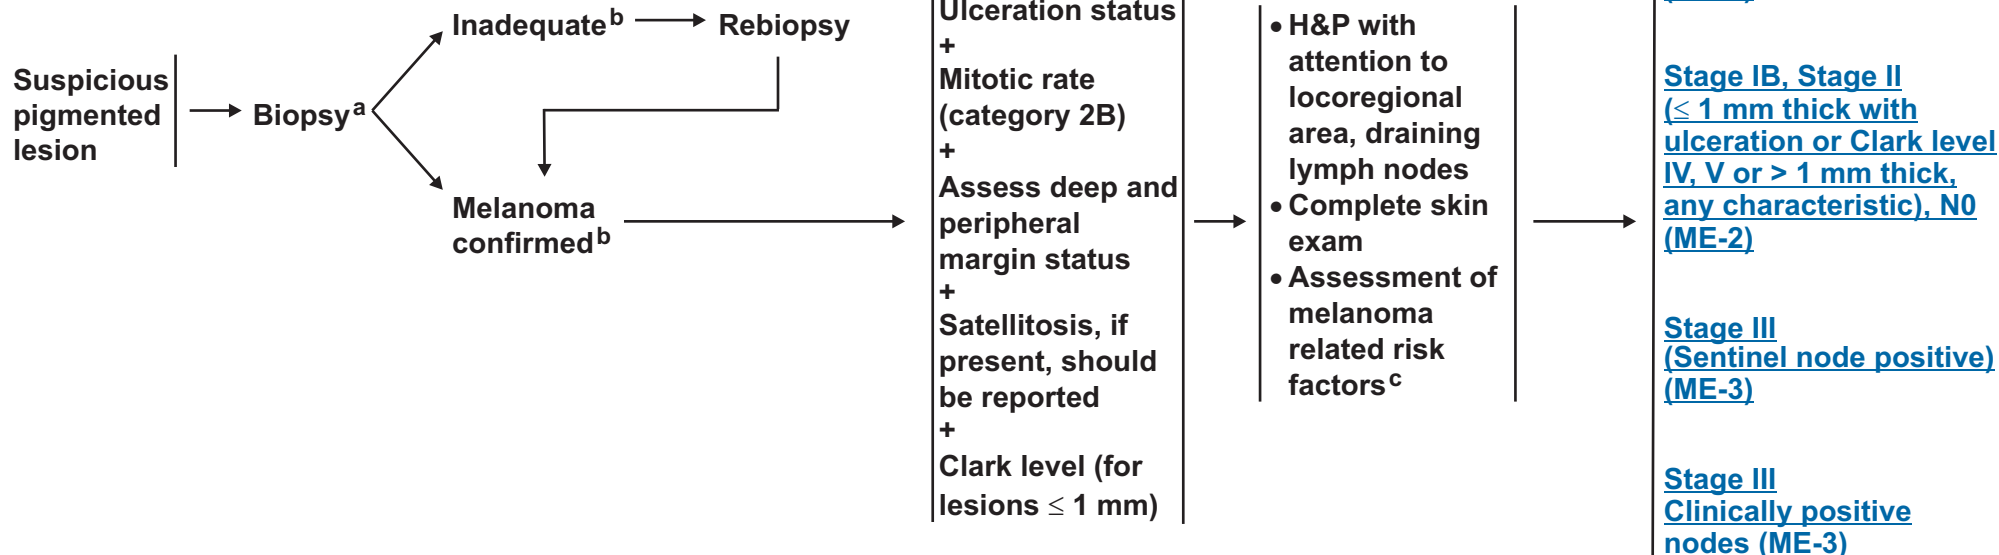 Suspicious
pigmented
lesion
Biopsy a
Inadequate b
Rebiopsy
Melanoma
confirmed b
Ulceration status
+
Mitotic rate
(category 2B)
+
Assess deep and
peripheral
margin status
+
Satellitosis, if
present, should
be reported
+
Clark level (for
lesions ≤ 1 mm)
• H&P with
attention to
locoregional
area, draining
lymph nodes
• Complete skin
exam
• Assessment of
melanoma
related risk
factors c
Stage IB, Stage II
(≤ 1 mm thick with
ulceration or Clark level
IV, V or > 1 mm thick,
any characteristic), N0
(ME-2)
Stage III
(Sentinel node positive)
(ME-3)
Stage III
Clinically positive
nodes (ME-3)